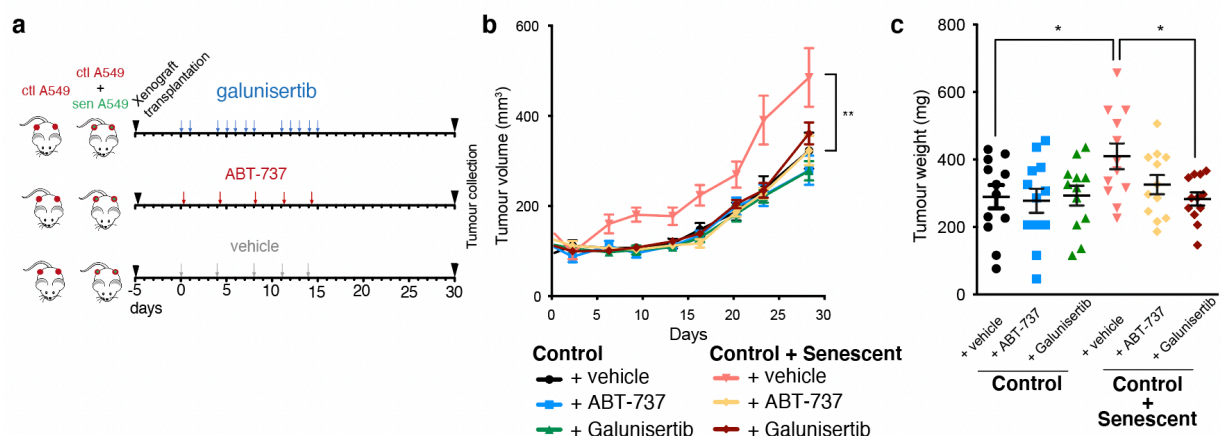 a
ctl A549
ctl A549
+
sen A549
Xenograft
transplantation
galunisertib
ABT-737
vehicle
-5 0 5 10 15 30
days
Tumour collection
b
Tumour volume (mm³)
600
400
200
0
0 5 10 15 20 25 30
Days
**
Control
+ vehicle
+ ABT-737
+ Galunisertib
Control + Senescent
+ vehicle
+ ABT-737
+ Galunisertib
c
Tumour weight (mg)
800
600
400
200
0
* *
+ vehicle
+ ABT-737
+ Galunisertib
+ vehicle
+ ABT-737
+ Galunisertib
Control
Control
+
Senescent